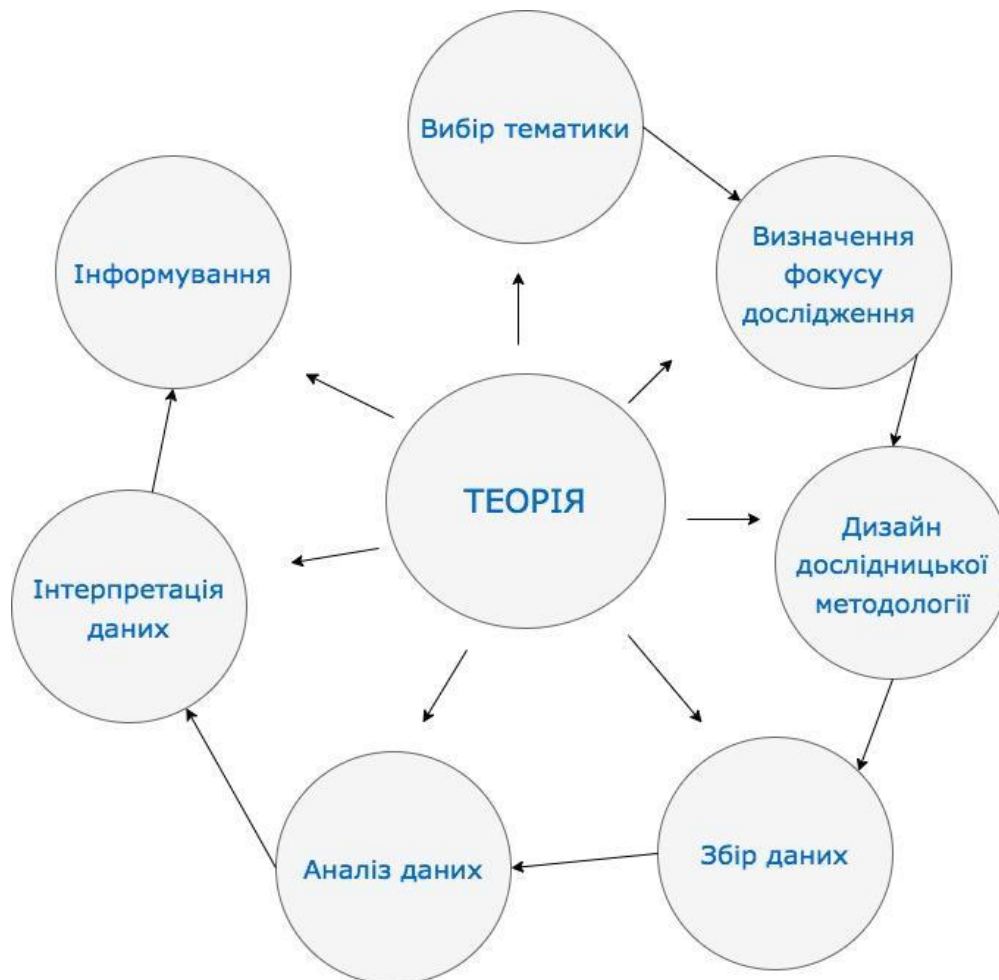 Вибір тематики
Визначення
фокусу
дослідження
Дизайн
дослідницької
методології
Збір даних
Аналіз даних
Інтерпретація
даних
Інформування
ТЕОРІЯ